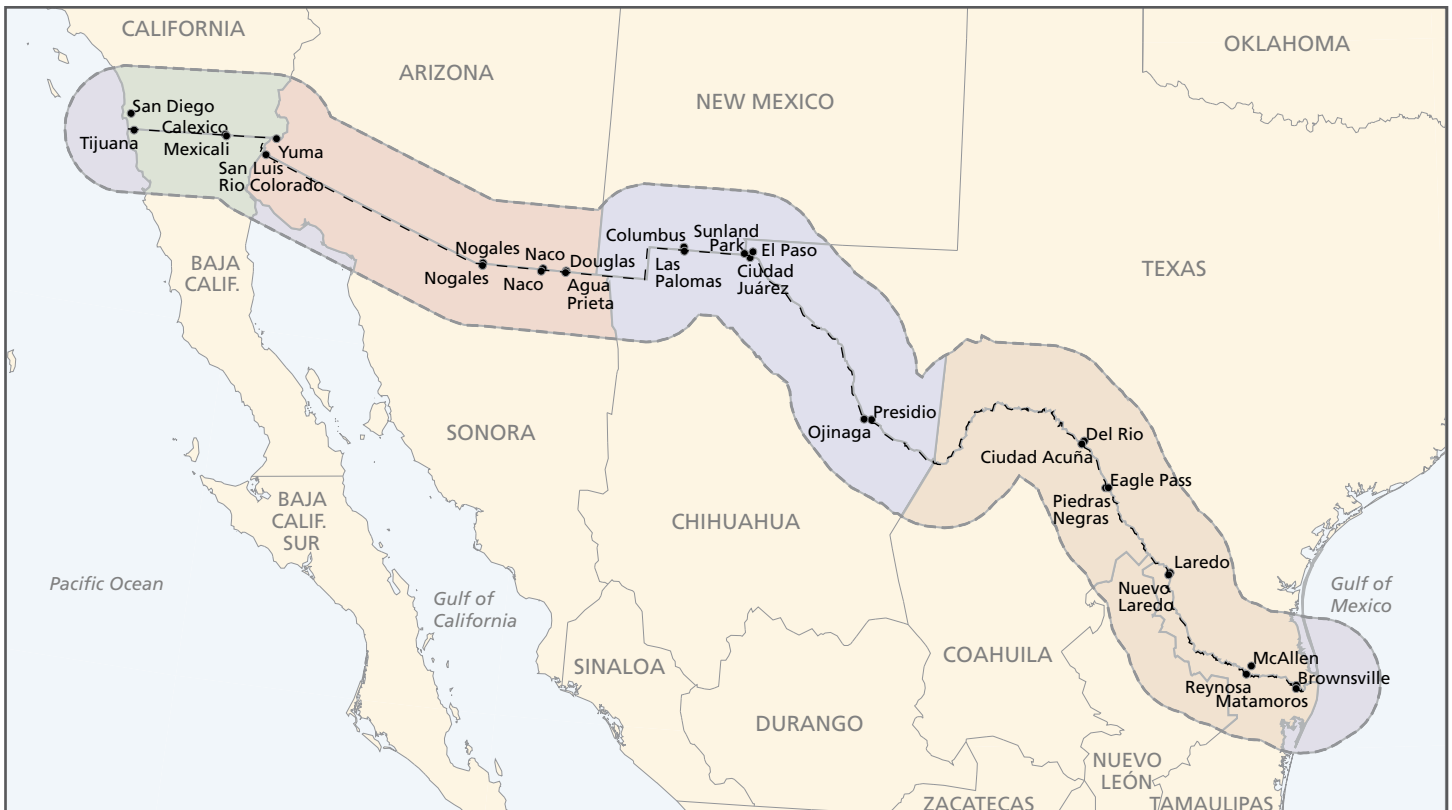 CALIFORNIA
ARIZONA
NEW MEXICO
OKLAHOMA
San Diego
Calexico
Tijuana
Mexicali
Yuma
San Luis
Rio Colorado
Columbus
Sunland
Park
El Paso
Las
Palomas
Ciudad
Juárez
Nogales
Naco
Douglas
Nogales
Naco
Agua
Prieta
BAJA
CALIF.
TEXAS
SONORA
Presidio
Ojinaga
Del Rio
Ciudad Acuña
Eagle Pass
Piedras
Negras
BAJA
CALIF.
SUR
CHIHUAHUA
Pacific Ocean
Gulf of
California
Laredo
Nuevo
Laredo
Gulf of
Mexico
SINALOA
COAHUILA
McAllen
Brownsville
Reynosa
Matamoros
DURANGO
NUEVO
LEÓN
ZACATECAS
TAMAULIPAS